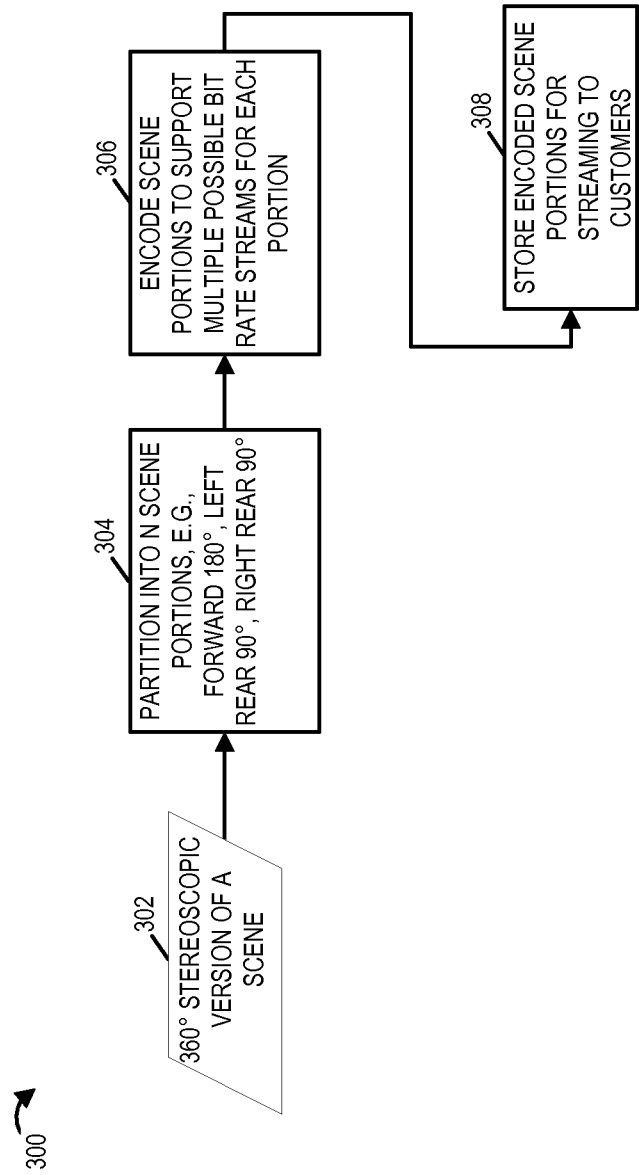 300
302
360° STEREOSCOPIC
VERSION OF A
SCENE
304
PARTITION INTO N SCENE
PORTIONS, E.G.,
FORWARD 180°, LEFT
REAR 90°, RIGHT REAR 90°
306
ENCODE SCENE
PORTIONS TO SUPPORT
MULTIPLE POSSIBLE BIT
RATE STREAMS FOR EACH
PORTION
308
STORE ENCODED SCENE
PORTIONS FOR
STREAMING TO
CUSTOMERS